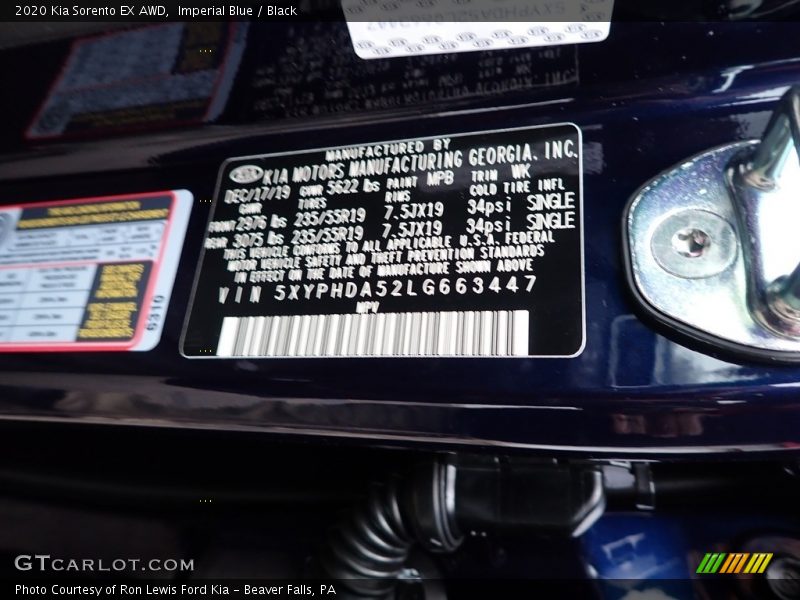 2020 Kia Sorento EX AWD,  Imperial Blue / Black
MANUFACTURED BY
KIA MOTORS MANUFACTURING GEORGIA, INC.
DEC/17/19 GVWR 5622 lbs PAINT MPB TRIM WK
GAWR TIRES RIMS COLD TIRE INFL
FRONT 2976 lbs 235/55R19 7.5JX19 34psi SINGLE
REAR 3075 lbs 235/55R19 7.5JX19 34psi SINGLE
THIS VEHICLE CONFORMS TO ALL APPLICABLE U.S.A. FEDERAL
MOTOR VEHICLE SAFETY AND THEFT PREVENTION STANDARDS
IN EFFECT ON THE DATE OF MANUFACTURE SHOWN ABOVE
VIN 5XYPHDA52LG663447
MPV
6310
GTCARLOT.COM
Photo Courtesy of Ron Lewis Ford Kia – Beaver Falls, PA